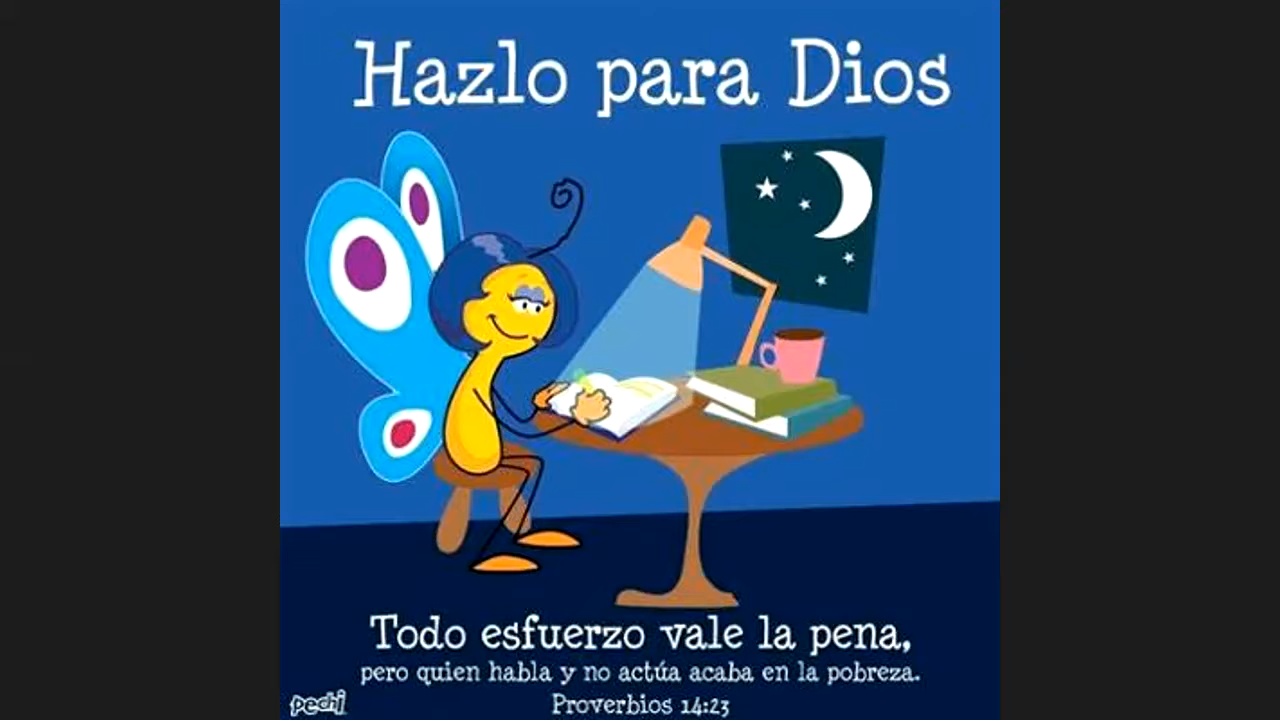 Hazlo para Dios
Todo esfuerzo vale la pena,
pero quien habla y no actúa acaba en la pobreza.
Proverbios 14:23
pechi